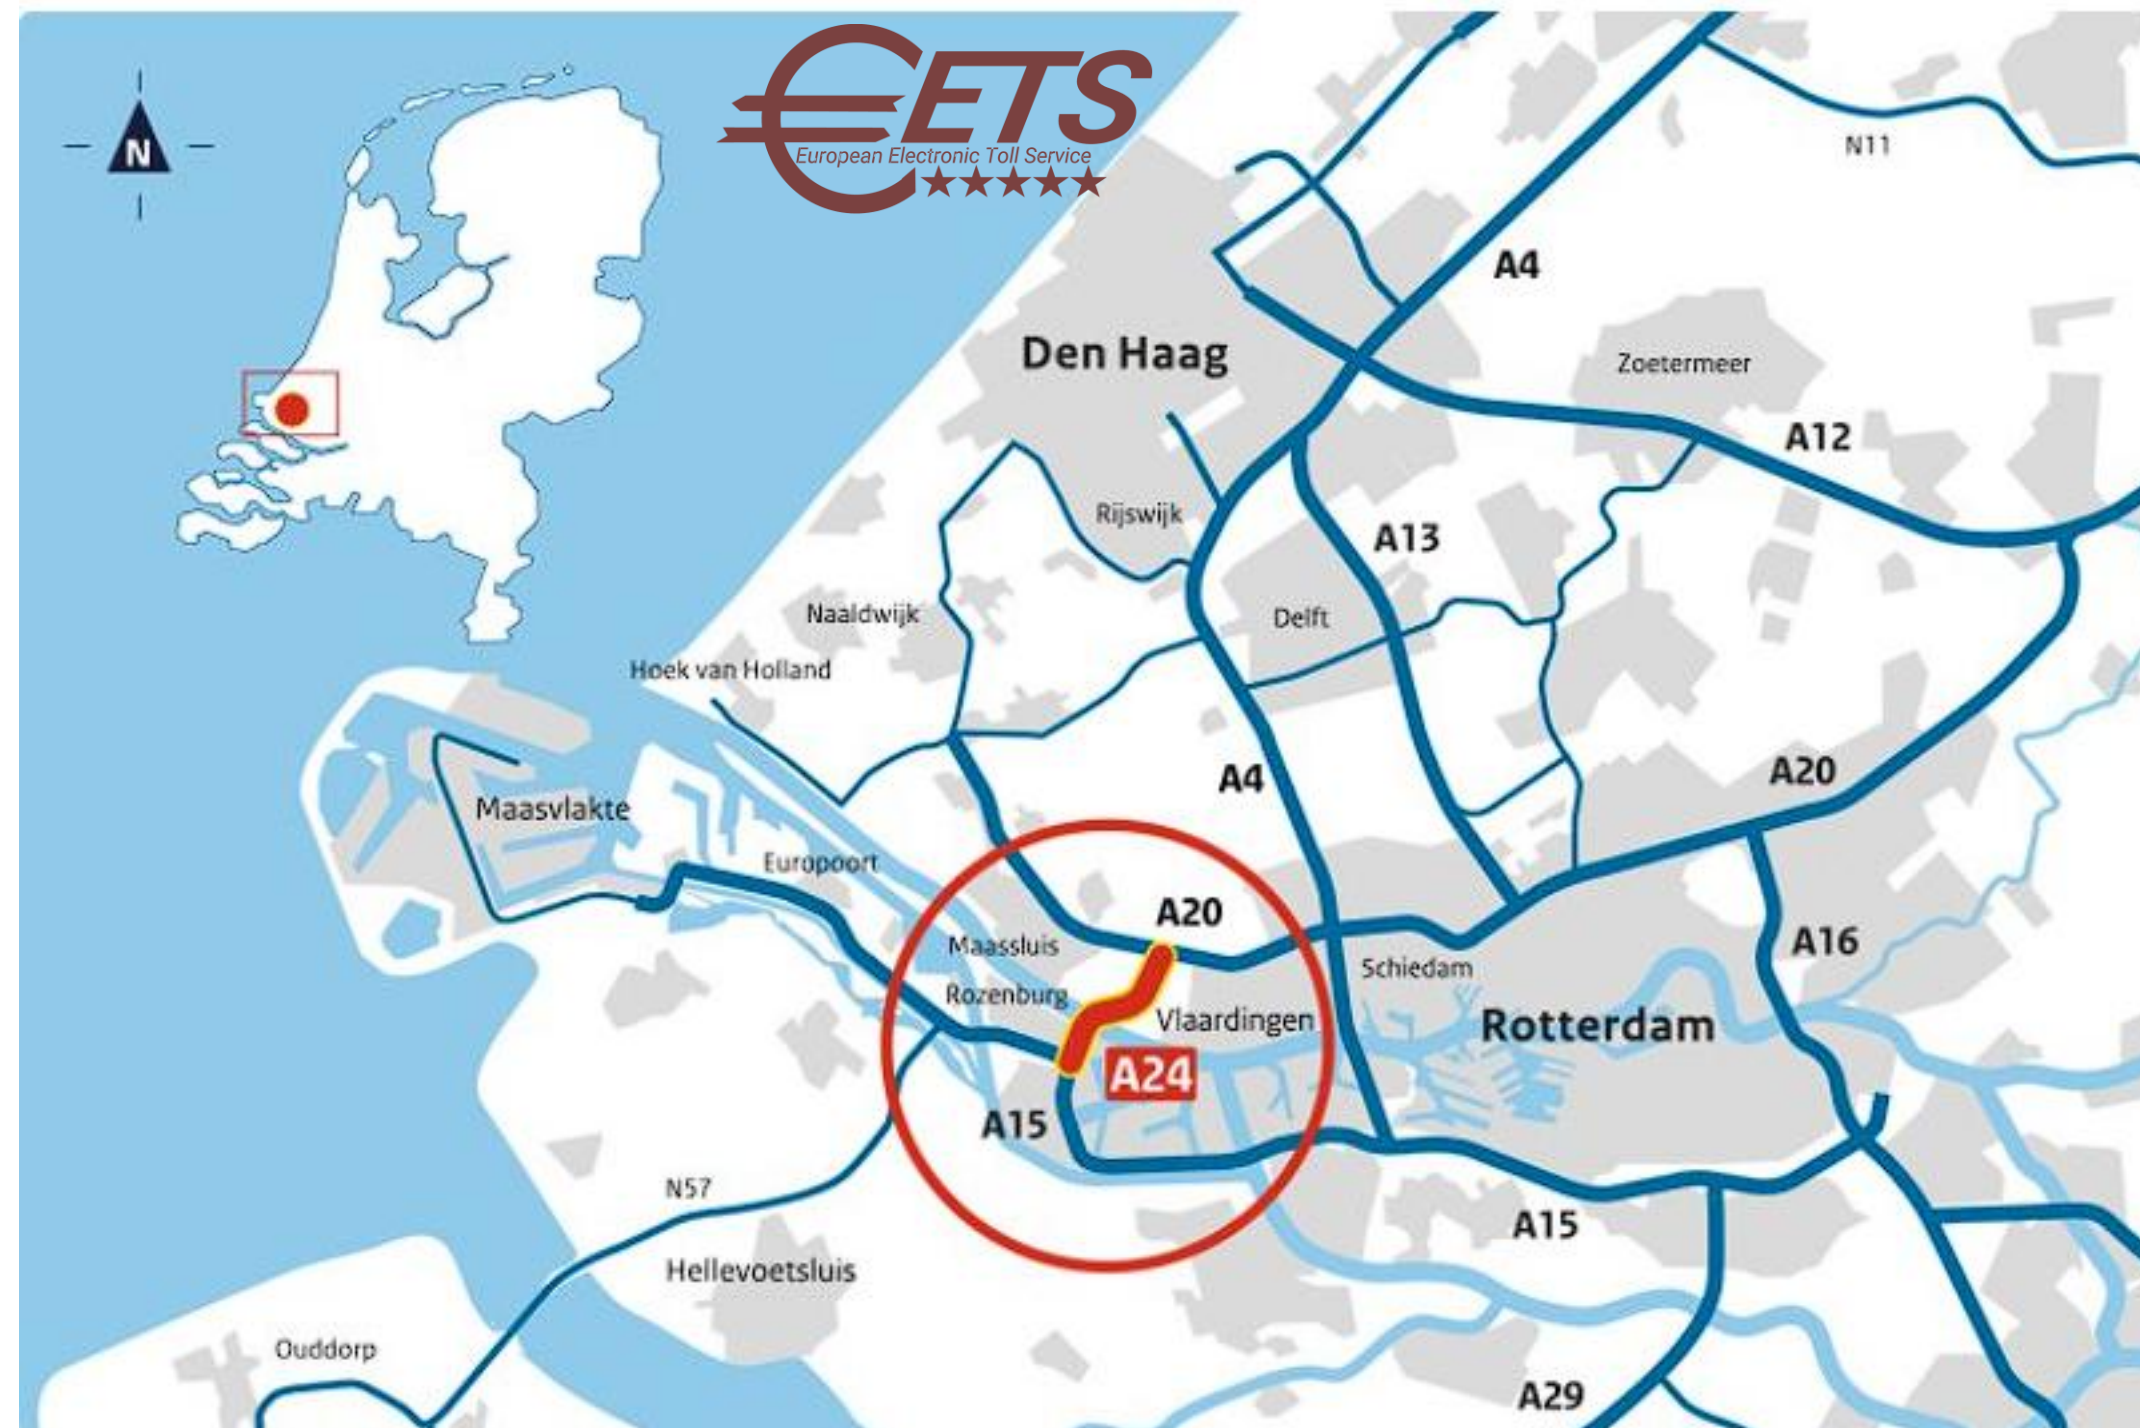 ETS
European Electronic Toll Service
N
N11
A4
Den Haag
Zoetermeer
A12
Rijswijk
A13
Naaldwijk
Delft
Hoek van Holland
A4
A20
Maasvlakte
Europoort
A20
Maassluis
A16
Schiedam
Rozenburg
Vlaardingen
Rotterdam
A24
A15
N57
A15
Hellevoetsluis
Ouddorp
A29